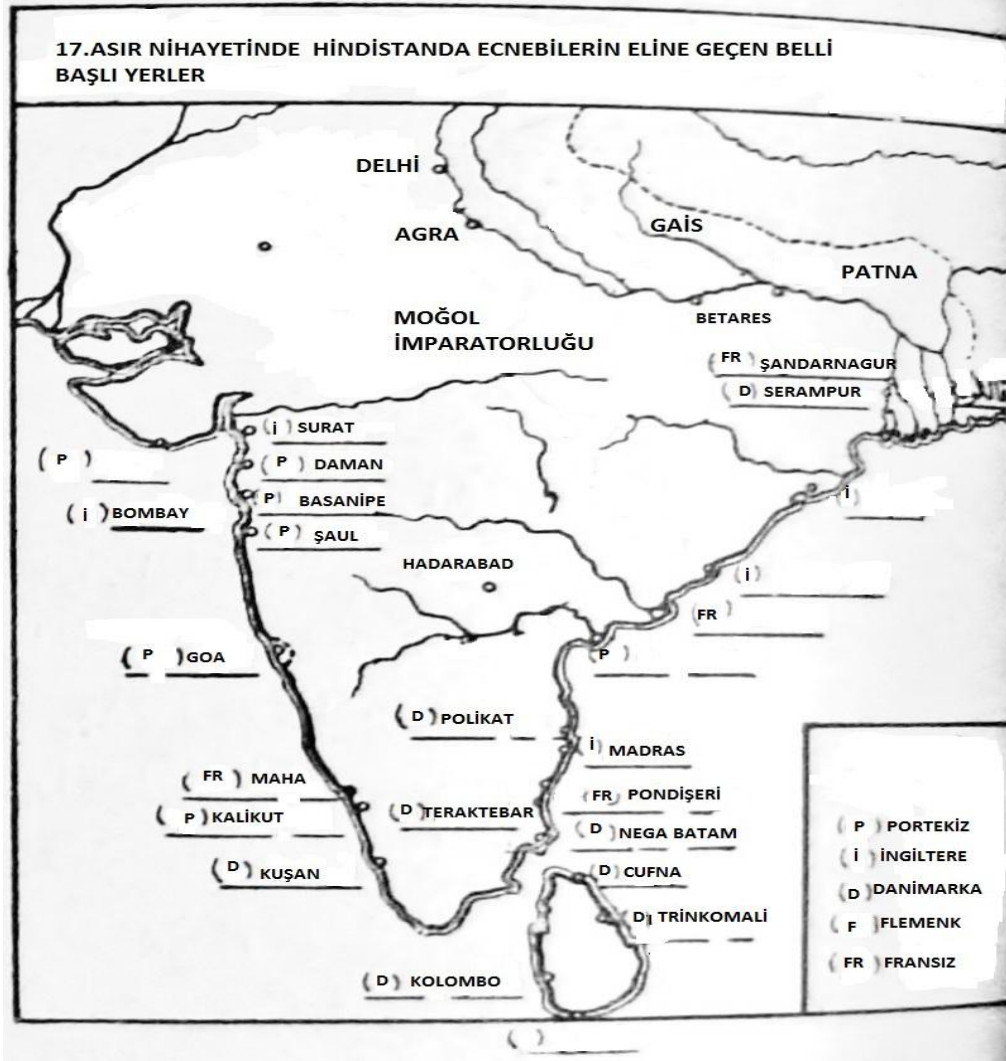 17.ASIR NİHAYETİNDE HİNDİSTANDA ECNEBİLERİN ELİNE GEÇEN BELLİ
BAŞLI YERLER
DELHİ
AGRA
GAİS
PATNA
MOĞOL
İMPARATORLUĞU
BETARES
(FR) ŞANDARNAGUR
(D) SERAMPUR
(i) SURAT
(P)
(P) DAMAN
(P) BASANİPE
(i) BOMBAY
(i
(P) ŞAUL
HADARABAD
(i)
(FR
(P)
(P) GOA
(D) POLİKAT
i) MADRAS
(FR) MAHA
(FR) PONDİŞERİ
(P) KALİKUT
(D) TERAKTEBAR
(D) NEGA BATAM
(D) KUŞAN
(D) CUFNA
(D) TRİNKOMALİ
(D) KOLOMBO
( )
(P) PORTEKİZ
(i) İNGİLTERE
(D) DANİMARKA
(F) FLEMENK
(FR) FRANSIZ